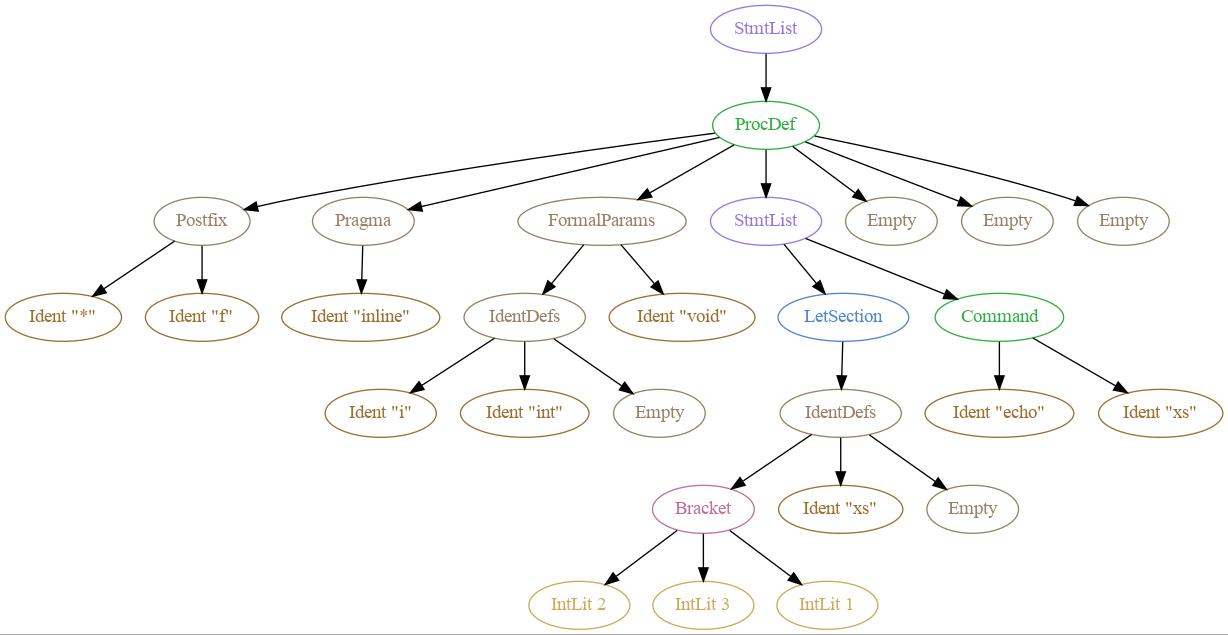 StmtList
ProcDef
Postfix
Pragma
FormalParams
StmtList
Empty
Empty
Empty
Ident "*"
Ident "f"
Ident "inline"
IdentDefs
Ident "void"
LetSection
Command
Ident "i"
Ident "int"
Empty
IdentDefs
Ident "echo"
Ident "xs"
Bracket
Ident "xs"
Empty
IntLit 2
IntLit 3
IntLit 1